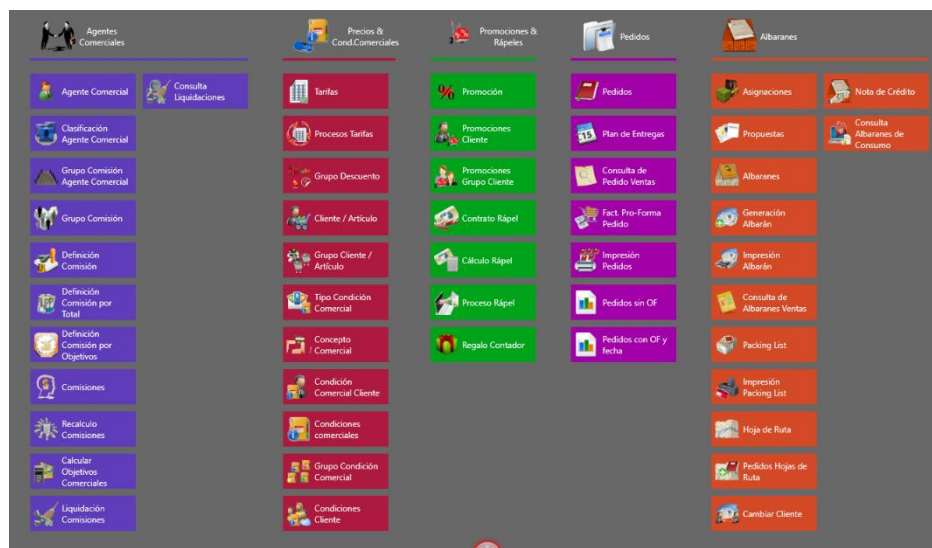 Agentes
Comerciales
Agente Comercial
Clasificación
Agente Comercial
Grupo Comisión
Agente Comercial
Grupo Comisión
Definición
Comisión
Definición
Comisión por
Total
Definición
Comisión por
Objetivos
Comisiones
Recalculo
Comisiones
Calcular
Objetivos
Comerciales
Liquidación
Comisiones
Consulta
Liquidaciones
Precios &
Cond.Comerciales
Tarifas
Procesos Tarifas
Grupo Descuento
Cliente / Artículo
Grupo Cliente /
Artículo
Tipo Condición
Comercial
Concepto
Comercial
Condición
Comercial Cliente
Condiciones
comerciales
Grupo Condición
Comercial
Condiciones
Cliente
Promociones &
Rápeles
Promoción
Promociones
Cliente
Promociones
Grupo Cliente
Contrato Rápel
Cálculo Rápel
Proceso Rápel
Regalo Contador
Pedidos
Pedidos
Plan de Entregas
Consulta de
Pedido Ventas
Fact. Pro-Forma
Pedido
Impresión
Pedidos
Pedidos sin OF
Pedidos con OF y
fecha
Albaranes
Asignaciones
Propuestas
Albaranes
Generación
Albarán
Impresión
Albarán
Consulta de
Albaranes Ventas
Packing List
Impresión
Packing List
Hoja de Ruta
Pedidos Hojas de
Ruta
Cambiar Cliente
Nota de Crédito
Consulta
Albaranes de
Consumo